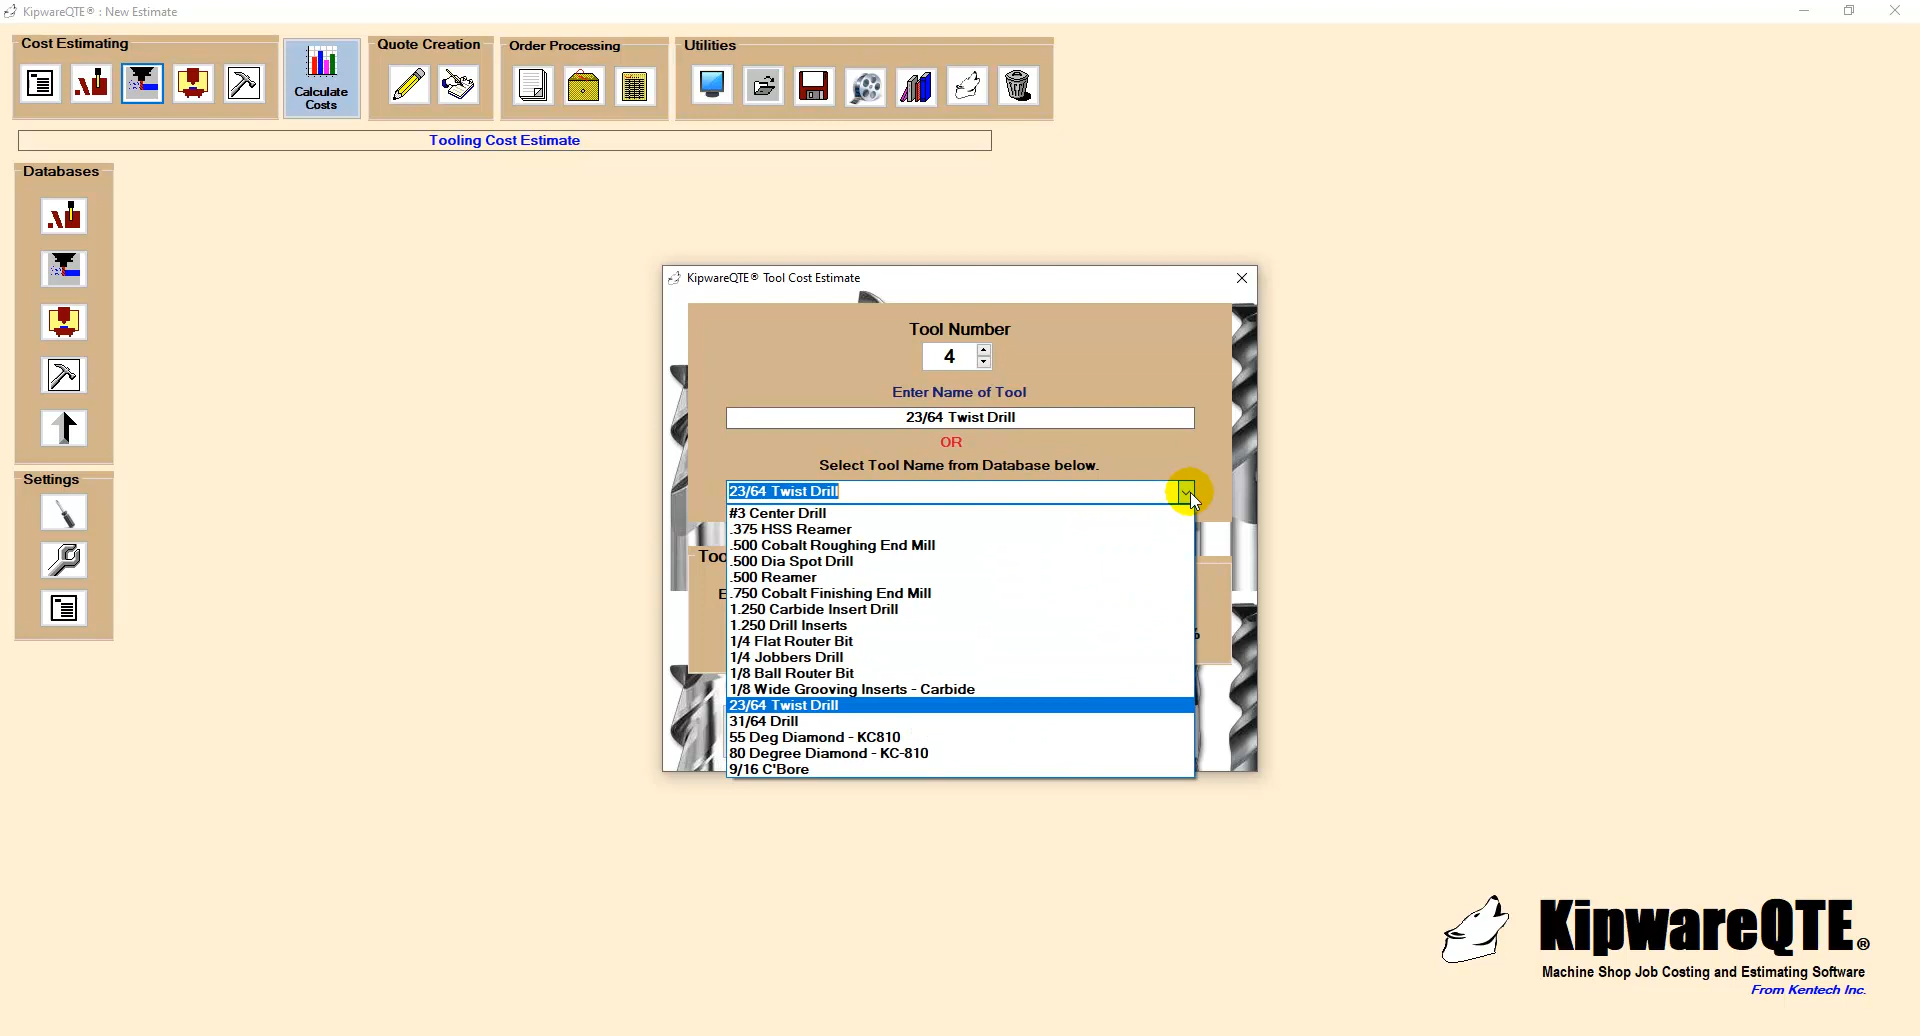 KipwareQTE® : New Estimate
Cost Estimating
Calculate
Costs
Quote Creation
Order Processing
Utilities
Tooling Cost Estimate
Databases
Settings
KipwareQTE® Tool Cost Estimate
Tool Number
4
Enter Name of Tool
23/64 Twist Drill
OR
Select Tool Name from Database below.
23/64 Twist Drill
#3 Center Drill
.375 HSS Reamer
.500 Cobalt Roughing End Mill
.500 Dia Spot Drill
.500 Reamer
.750 Cobalt Finishing End Mill
1.250 Carbide Insert Drill
1.250 Drill Inserts
1/4 Flat Router Bit
1/4 Jobbers Drill
1/8 Ball Router Bit
1/8 Wide Grooving Inserts - Carbide
23/64 Twist Drill
31/64 Drill
55 Deg Diamond - KC810
80 Degree Diamond - KC-810
9/16 C'Bore
KipwareQTE®
Machine Shop Job Costing and Estimating Software
From Kentech Inc.